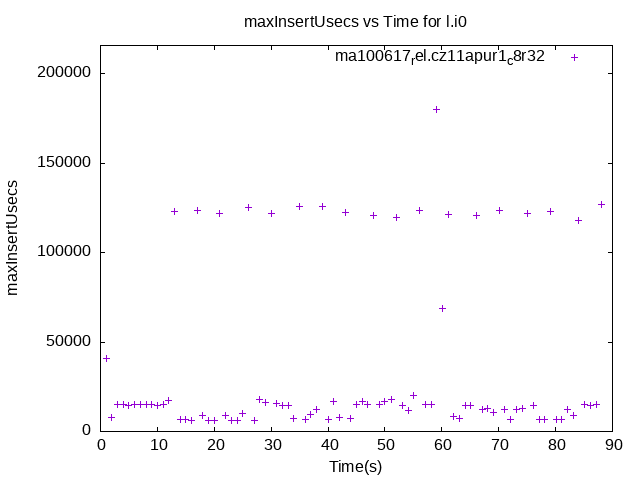 maxInsertUsecs vs Time for l.i0
ma100617_rel.cz11apur1_c8r32
200000
150000
100000
50000
0
maxInsertUsecs
0 10 20 30 40 50 60 70 80 90
Time(s)